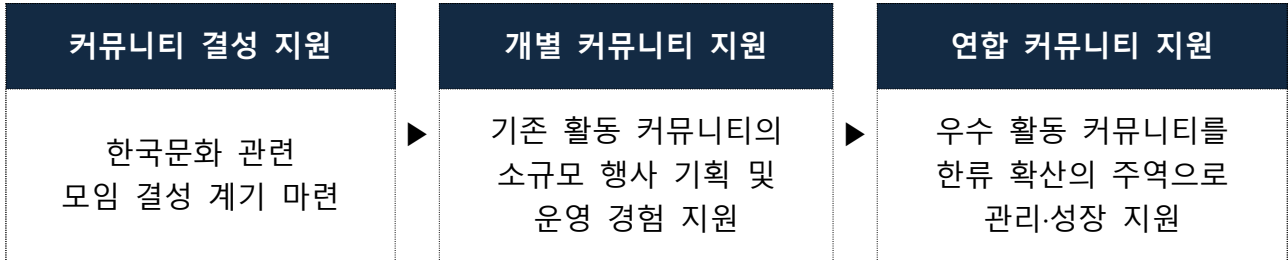 커뮤니티 결성 지원
한국문화 관련
모임 결성 계기 마련
▶
개별 커뮤니티 지원
기존 활동 커뮤니티의
소규모 행사 기획 및
운영 경험 지원
▶
연합 커뮤니티 지원
우수 활동 커뮤니티를
한류 확산의 주역으로
관리·성장 지원